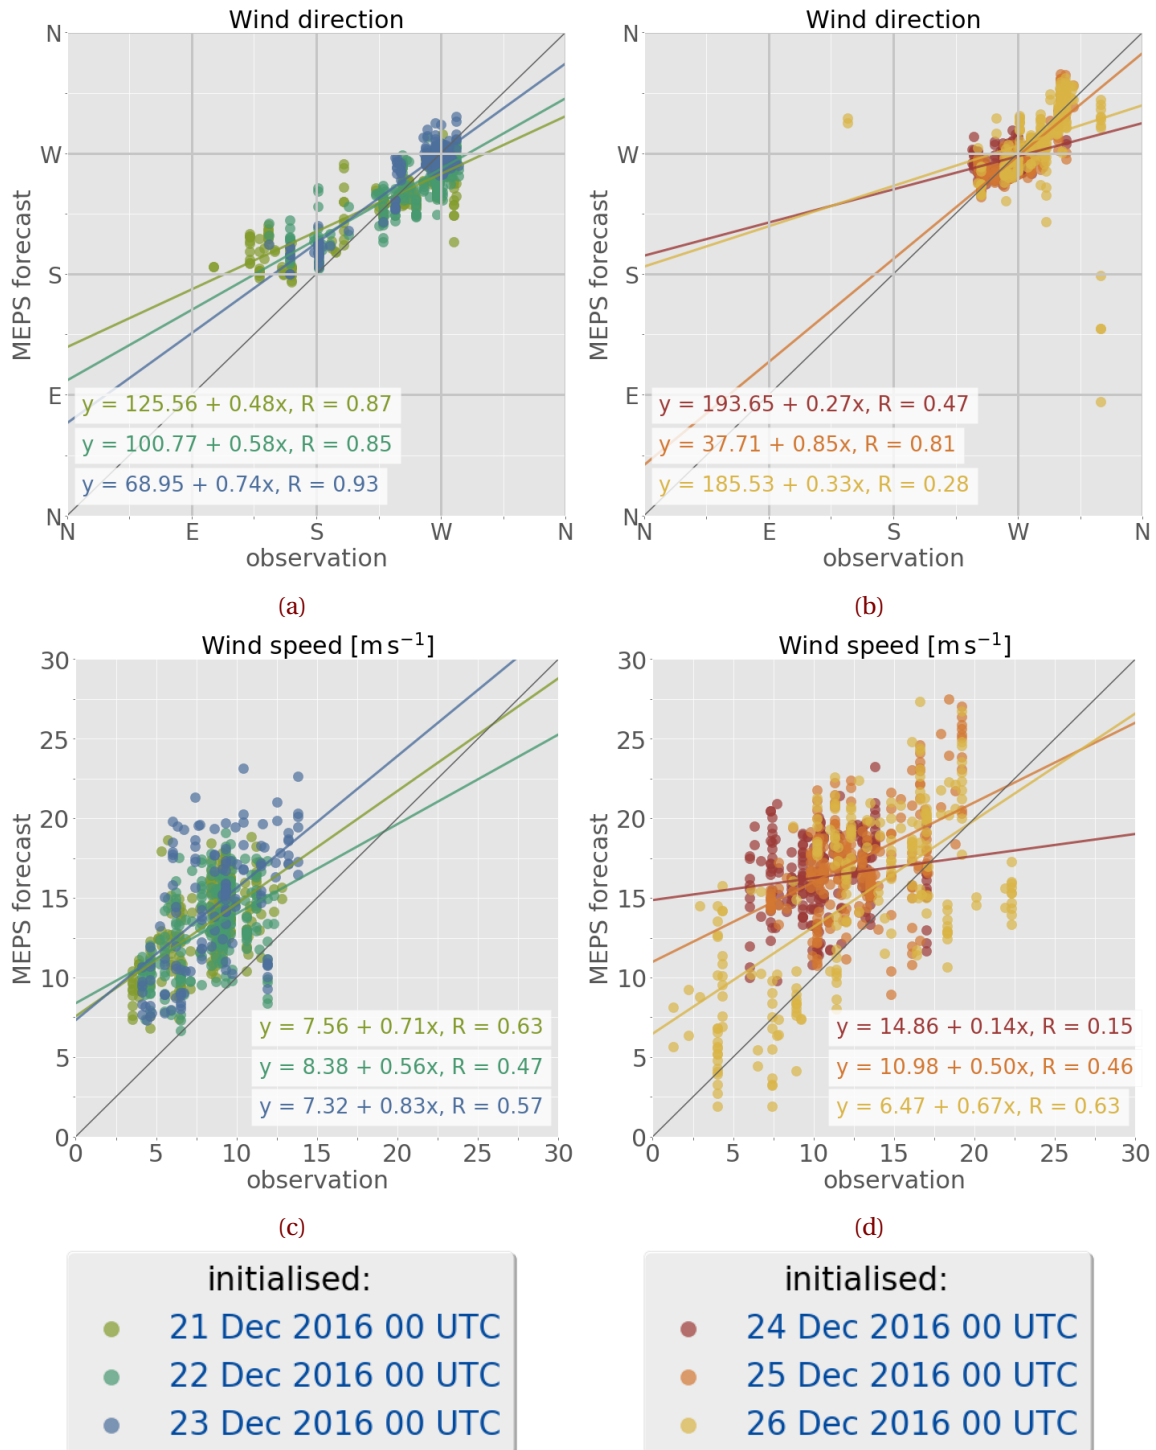 Wind direction
N
W
S
E
N
MEPS forecast
y = 125.56 + 0.48x, R = 0.87
y = 100.77 + 0.58x, R = 0.85
y = 68.95 + 0.74x, R = 0.93
N E S W N
observation
(a)
Wind direction
N
W
S
E
N
MEPS forecast
y = 193.65 + 0.27x, R = 0.47
y = 37.71 + 0.85x, R = 0.81
y = 185.53 + 0.33x, R = 0.28
N E S W N
observation
(b)
Wind speed [m s⁻¹]
30
25
20
15
10
5
0
MEPS forecast
y = 7.56 + 0.71x, R = 0.63
y = 8.38 + 0.56x, R = 0.47
y = 7.32 + 0.83x, R = 0.57
0 5 10 15 20 25 30
observation
(c)
Wind speed [m s⁻¹]
30
25
20
15
10
5
0
MEPS forecast
y = 14.86 + 0.14x, R = 0.15
y = 10.98 + 0.50x, R = 0.46
y = 6.47 + 0.67x, R = 0.63
0 5 10 15 20 25 30
observation
(d)
initialised:
21 Dec 2016 00 UTC
22 Dec 2016 00 UTC
23 Dec 2016 00 UTC
initialised:
24 Dec 2016 00 UTC
25 Dec 2016 00 UTC
26 Dec 2016 00 UTC